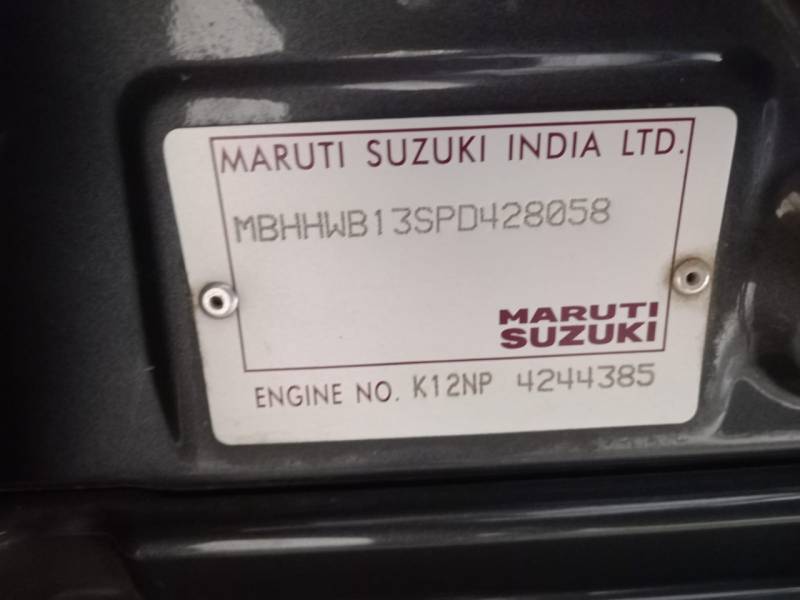 MARUTI SUZUKI INDIA LTD.
MBHHWB13SPD428058
MARUTI
SUZUKI
ENGINE NO. K12NP 4244385